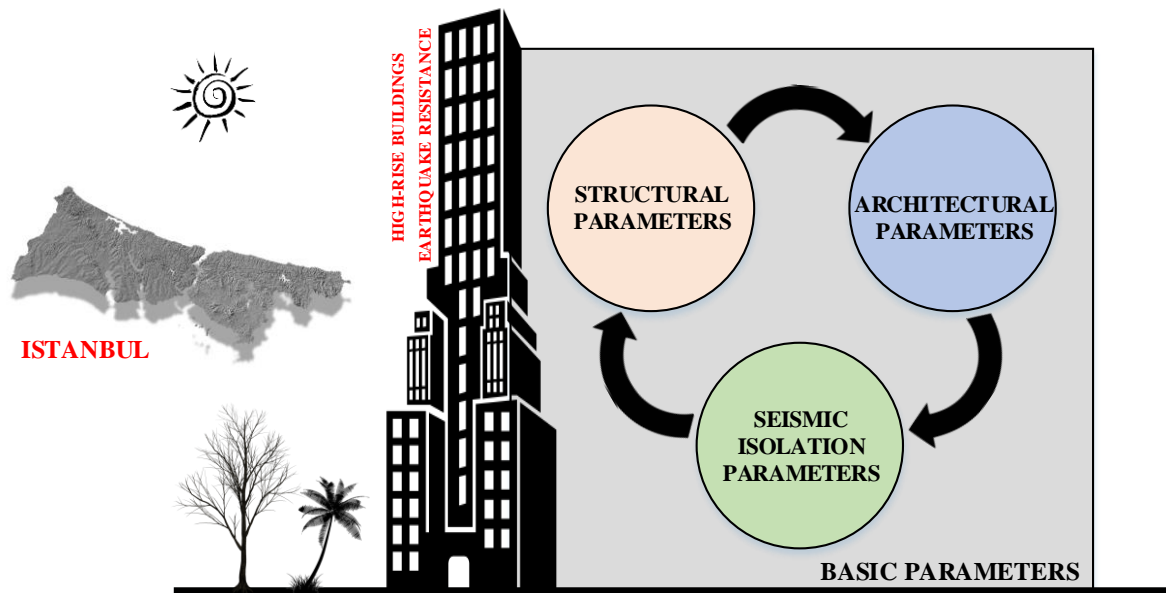 HIGH-RISE BUILDINGS
EARTHQUAKE RESISTANCE
STRUCTURAL
PARAMETERS
ARCHITECTURAL
PARAMETERS
ISTANBUL
SEISMIC
ISOLATION
PARAMETERS
BASIC PARAMETERS